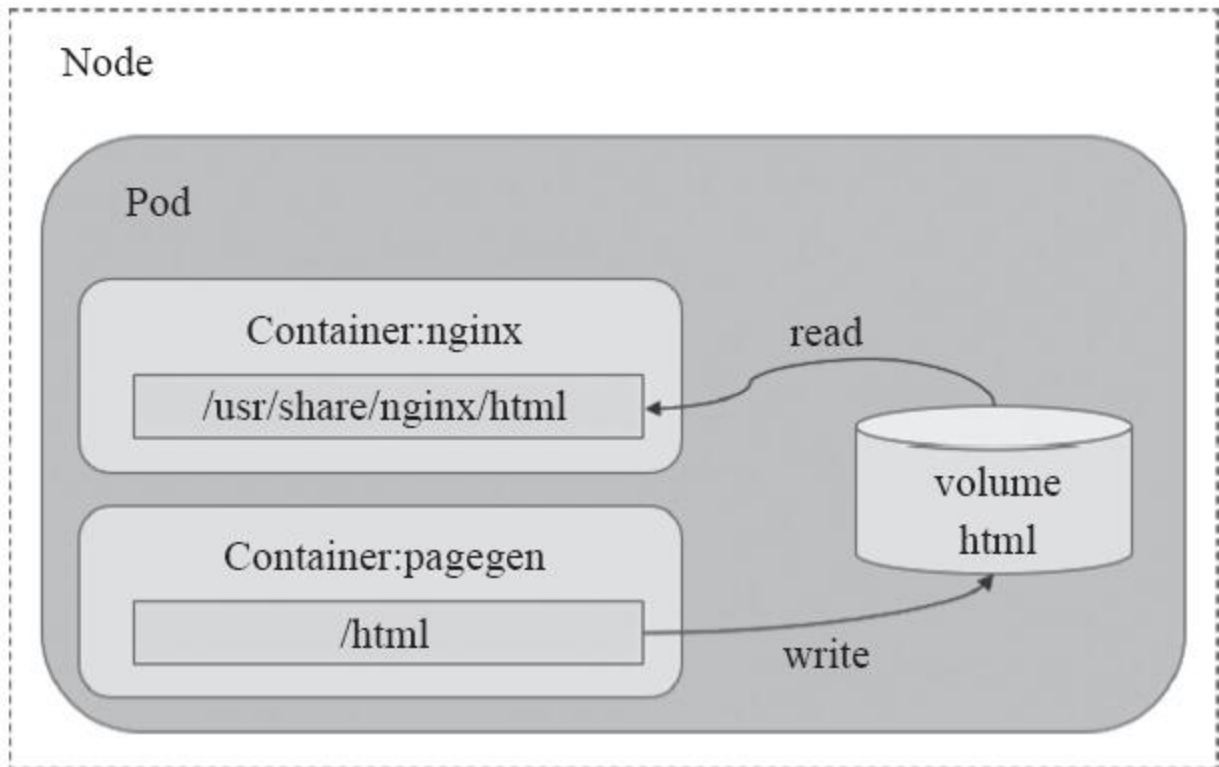 Node
Pod
Container:nginx
/usr/share/nginx/html
read
volume
html
Container:pagegen
/html
write